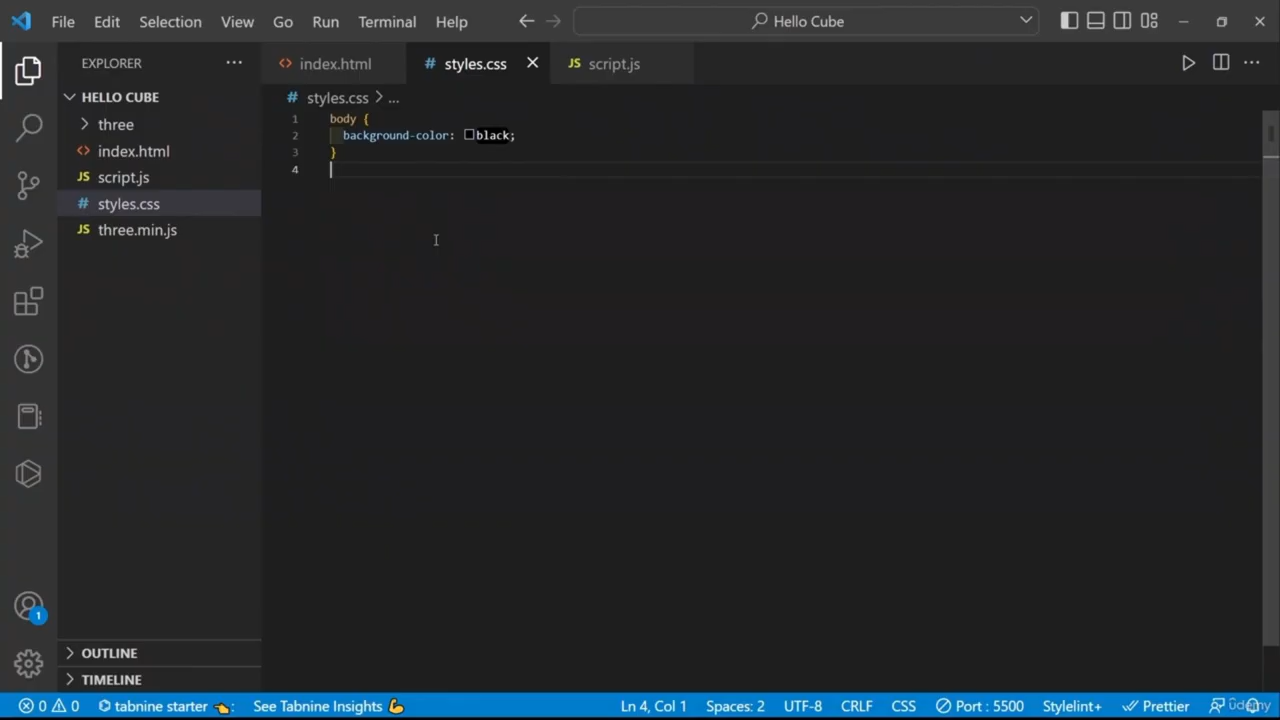 File Edit Selection View Go Run Terminal Help
Hello Cube
EXPLORER
HELLO CUBE
three
index.html
script.js
styles.css
three.min.js
OUTLINE
TIMELINE
index.html
styles.css
JS script.js
# styles.css > ...
1 body {
2 background-color: black;
3 }
4
1
0 0 tabnine starter : See Tabnine Insights Ln 4, Col 1 Spaces: 2 UTF-8 CRLF CSS Port : 5500 Stylelint+ Prettier
udemy